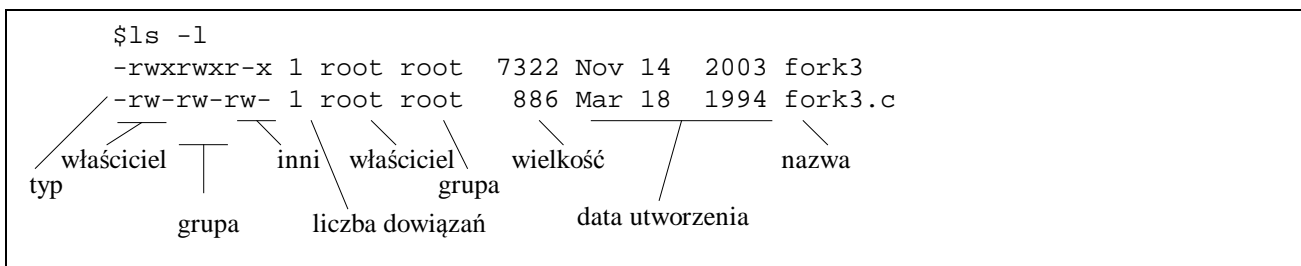 $ls -l
-rwxrwxr-x 1 root root 7322 Nov 14 2003 fork3
-rw-rw-rw- 1 root root 886 Mar 18 1994 fork3.c
właściciel inni właściciel wielkość nazwa
typ grupa
grupa liczba dowiązań data utworzenia